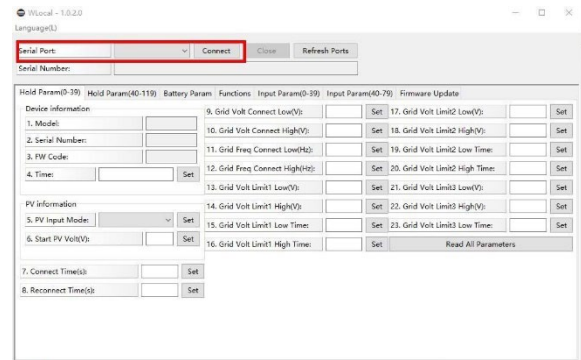 WLocal - 1.0.2.0
Language(L)
Serial Port: Connect Close Refresh Ports
Serial Number:
Hold Param(0-39) Hold Param(40-119) Battery Param Functions Input Param(0-39) Input Param(40-79) Firmware Update
Device information
1. Model:
2. Serial Number:
3. FW Code:
4. Time: Set
PV information
5. PV Input Mode: Set
6. Start PV Volt(V): Set
7. Connect Time(s): Set
8. Reconnect Time(s): Set
9. Grid Volt Connect Low(V): Set
10. Grid Volt Connect High(V): Set
11. Grid Freq Connect Low(Hz): Set
12. Grid Freq Connect High(Hz): Set
13. Grid Volt Limit1 Low(V): Set
14. Grid Volt Limit1 High(V): Set
15. Grid Volt Limit1 Low Time: Set
16. Grid Volt Limit1 High Time: Set
17. Grid Volt Limit2 Low(V): Set
18. Grid Volt Limit2 High(V): Set
19. Grid Volt Limit2 Low Time: Set
20. Grid Volt Limit2 High Time: Set
21. Grid Volt Limit3 Low(V): Set
22. Grid Volt Limit3 High(V): Set
23. Grid Volt Limit3 Low Time: Set
Read All Parameters